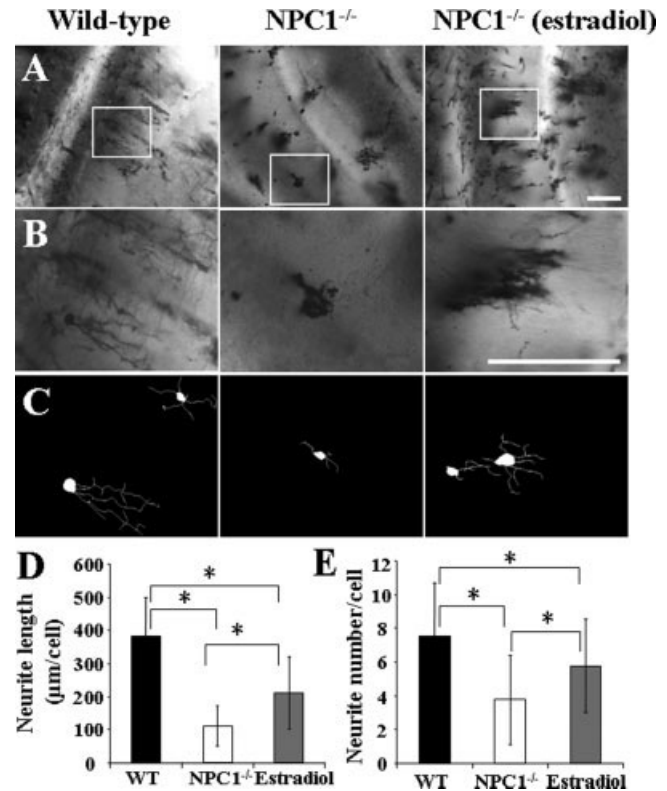 Wild-type NPC1⁻/⁻ NPC1⁻/⁻ (estradiol)
A
B
C
D
Neurite length
(µm/cell)
600
500
400
300
200
100
0
*
*
*
WT NPC1⁻/⁻ Estradiol
E
Neurite number/cell
12
10
8
6
4
2
0
*
*
*
WT NPC1⁻/⁻ Estradiol